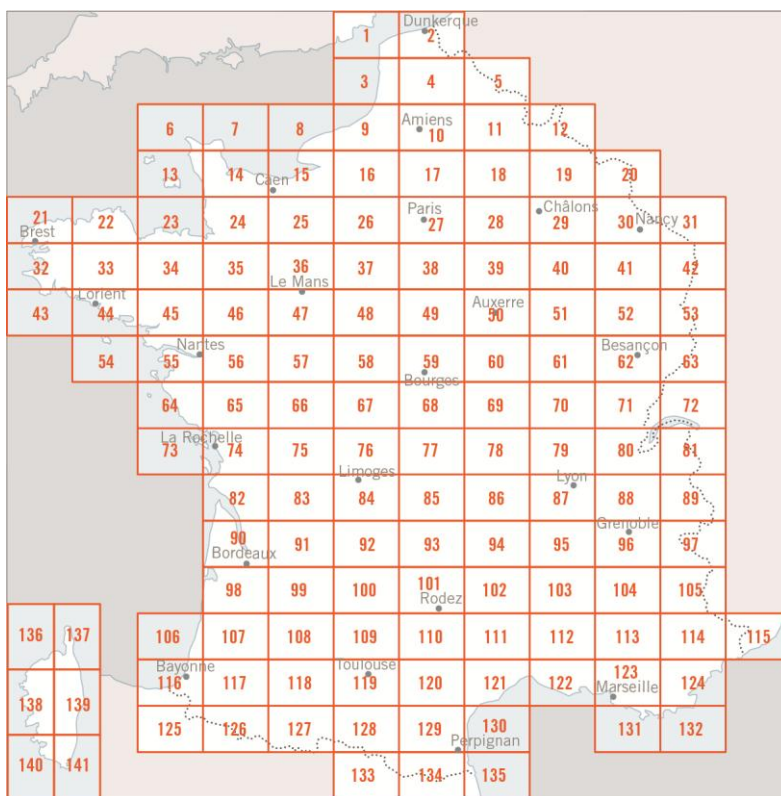 Dunkerque
1 2
3 4 5
Amiens
6 7 8 9 10 11 12
13 14 15 16 17 18 19 20
Caen
Paris Châlons
21 22 23 24 25 26 27 28 29 30 Nancy 31
Brest
32 33 34 35 36 37 38 39 40 41 42
Le Mans
Lorient
43 44 45 46 47 48 49 50 51 52 53
Auxerre
Nantes Besançon
54 55 56 57 58 59 60 61 62 63
Bourges
64 65 66 67 68 69 70 71 72
La Rochelle
73 74 75 76 77 78 79 80 81
Limoges Lyon
82 83 84 85 86 87 88 89
Grenoble
90 91 92 93 94 95 96 97
Bordeaux
98 99 100 101 102 103 104 105
Rodez
136 137 106 107 108 109 110 111 112 113 114 115
Bayonne Toulouse
116 117 118 119 120 121 122 123 124
Marseille
138 139
125 126 127 128 129 130 131 132
Perpignan
140 141 133 134 135